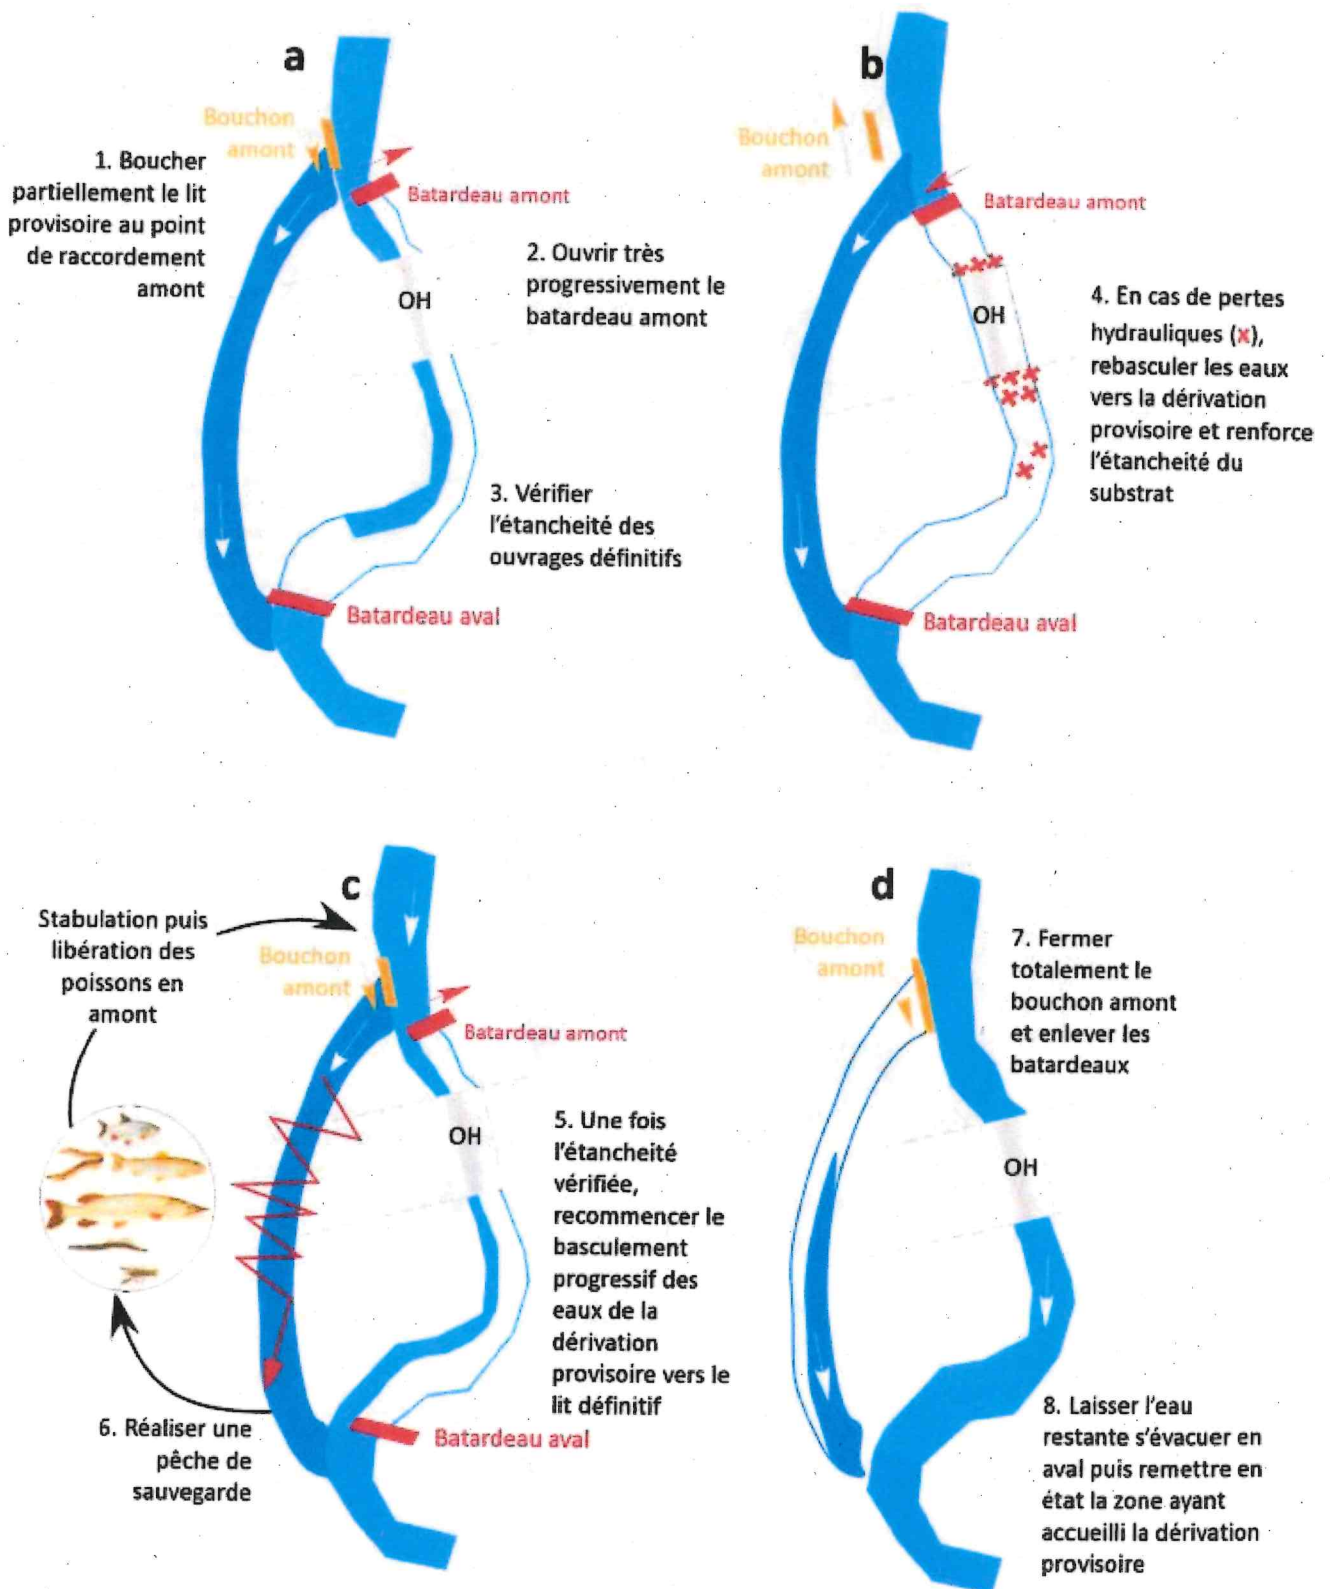 a
Bouchon
amont
1. Boucher
partiellement le lit
provisoire au point
de raccordement
amont
Batardeau amont
2. Ouvrir très
progressivement le
batardeau amont
OH
3. Vérifier
l'étancheité des
ouvrages définitifs
Batardeau aval
b
Bouchon
amont
Batardeau amont
4. En cas de pertes
hydrauliques (x),
rebasculer les eaux
vers la dérivation
provisoire et renforce
l'étancheité du
substrat
OH
Batardeau aval
c
Stabulation puis
libération des
poissons en
amont
Bouchon
amont
Batardeau amont
OH
5. Une fois
l'étancheité
vérifiée,
recommencer le
basculement
progressif des
eaux de la
dérivation
provisoire vers le
lit définitif
6. Réaliser une
pêche de
sauvegarde
Batardeau aval
d
Bouchon
amont
7. Fermer
totalement le
bouchon amont
et enlever les
batardeaux
OH
8. Laisser l'eau
restante s'évacuer en
aval puis remettre en
état la zone ayant
accueilli la dérivation
provisoire